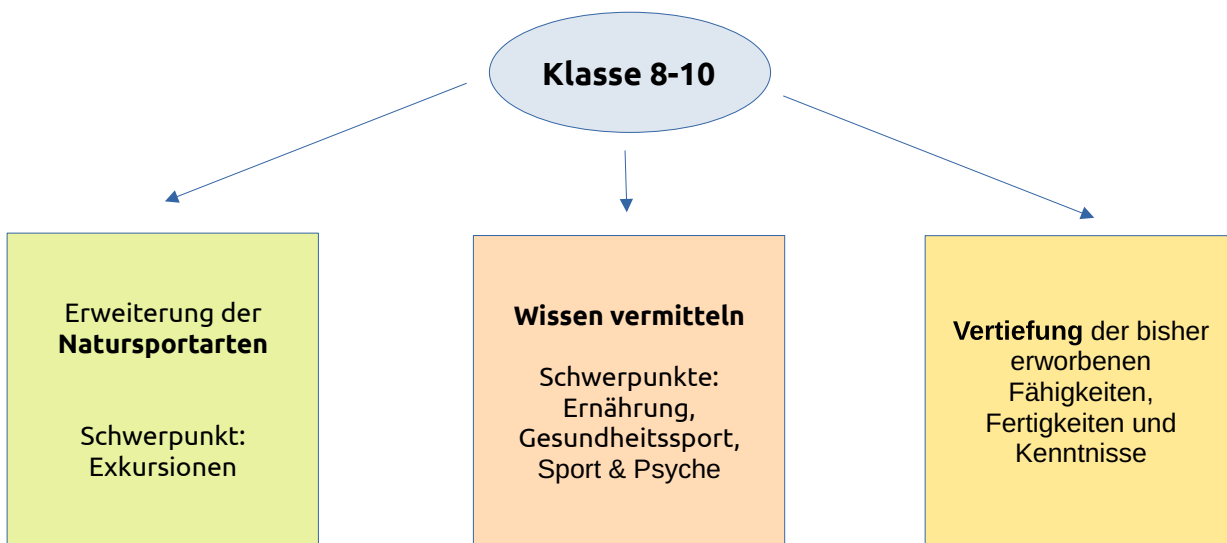 Klasse 8-10
Erweiterung der
Natursportarten
Schwerpunkt:
Exkursionen
Wissen vermitteln
Schwerpunkte:
Ernährung,
Gesundheitssport,
Sport & Psyche
Vertiefung der bisher
erworbenen
Fähigkeiten,
Fertigkeiten und
Kenntnisse